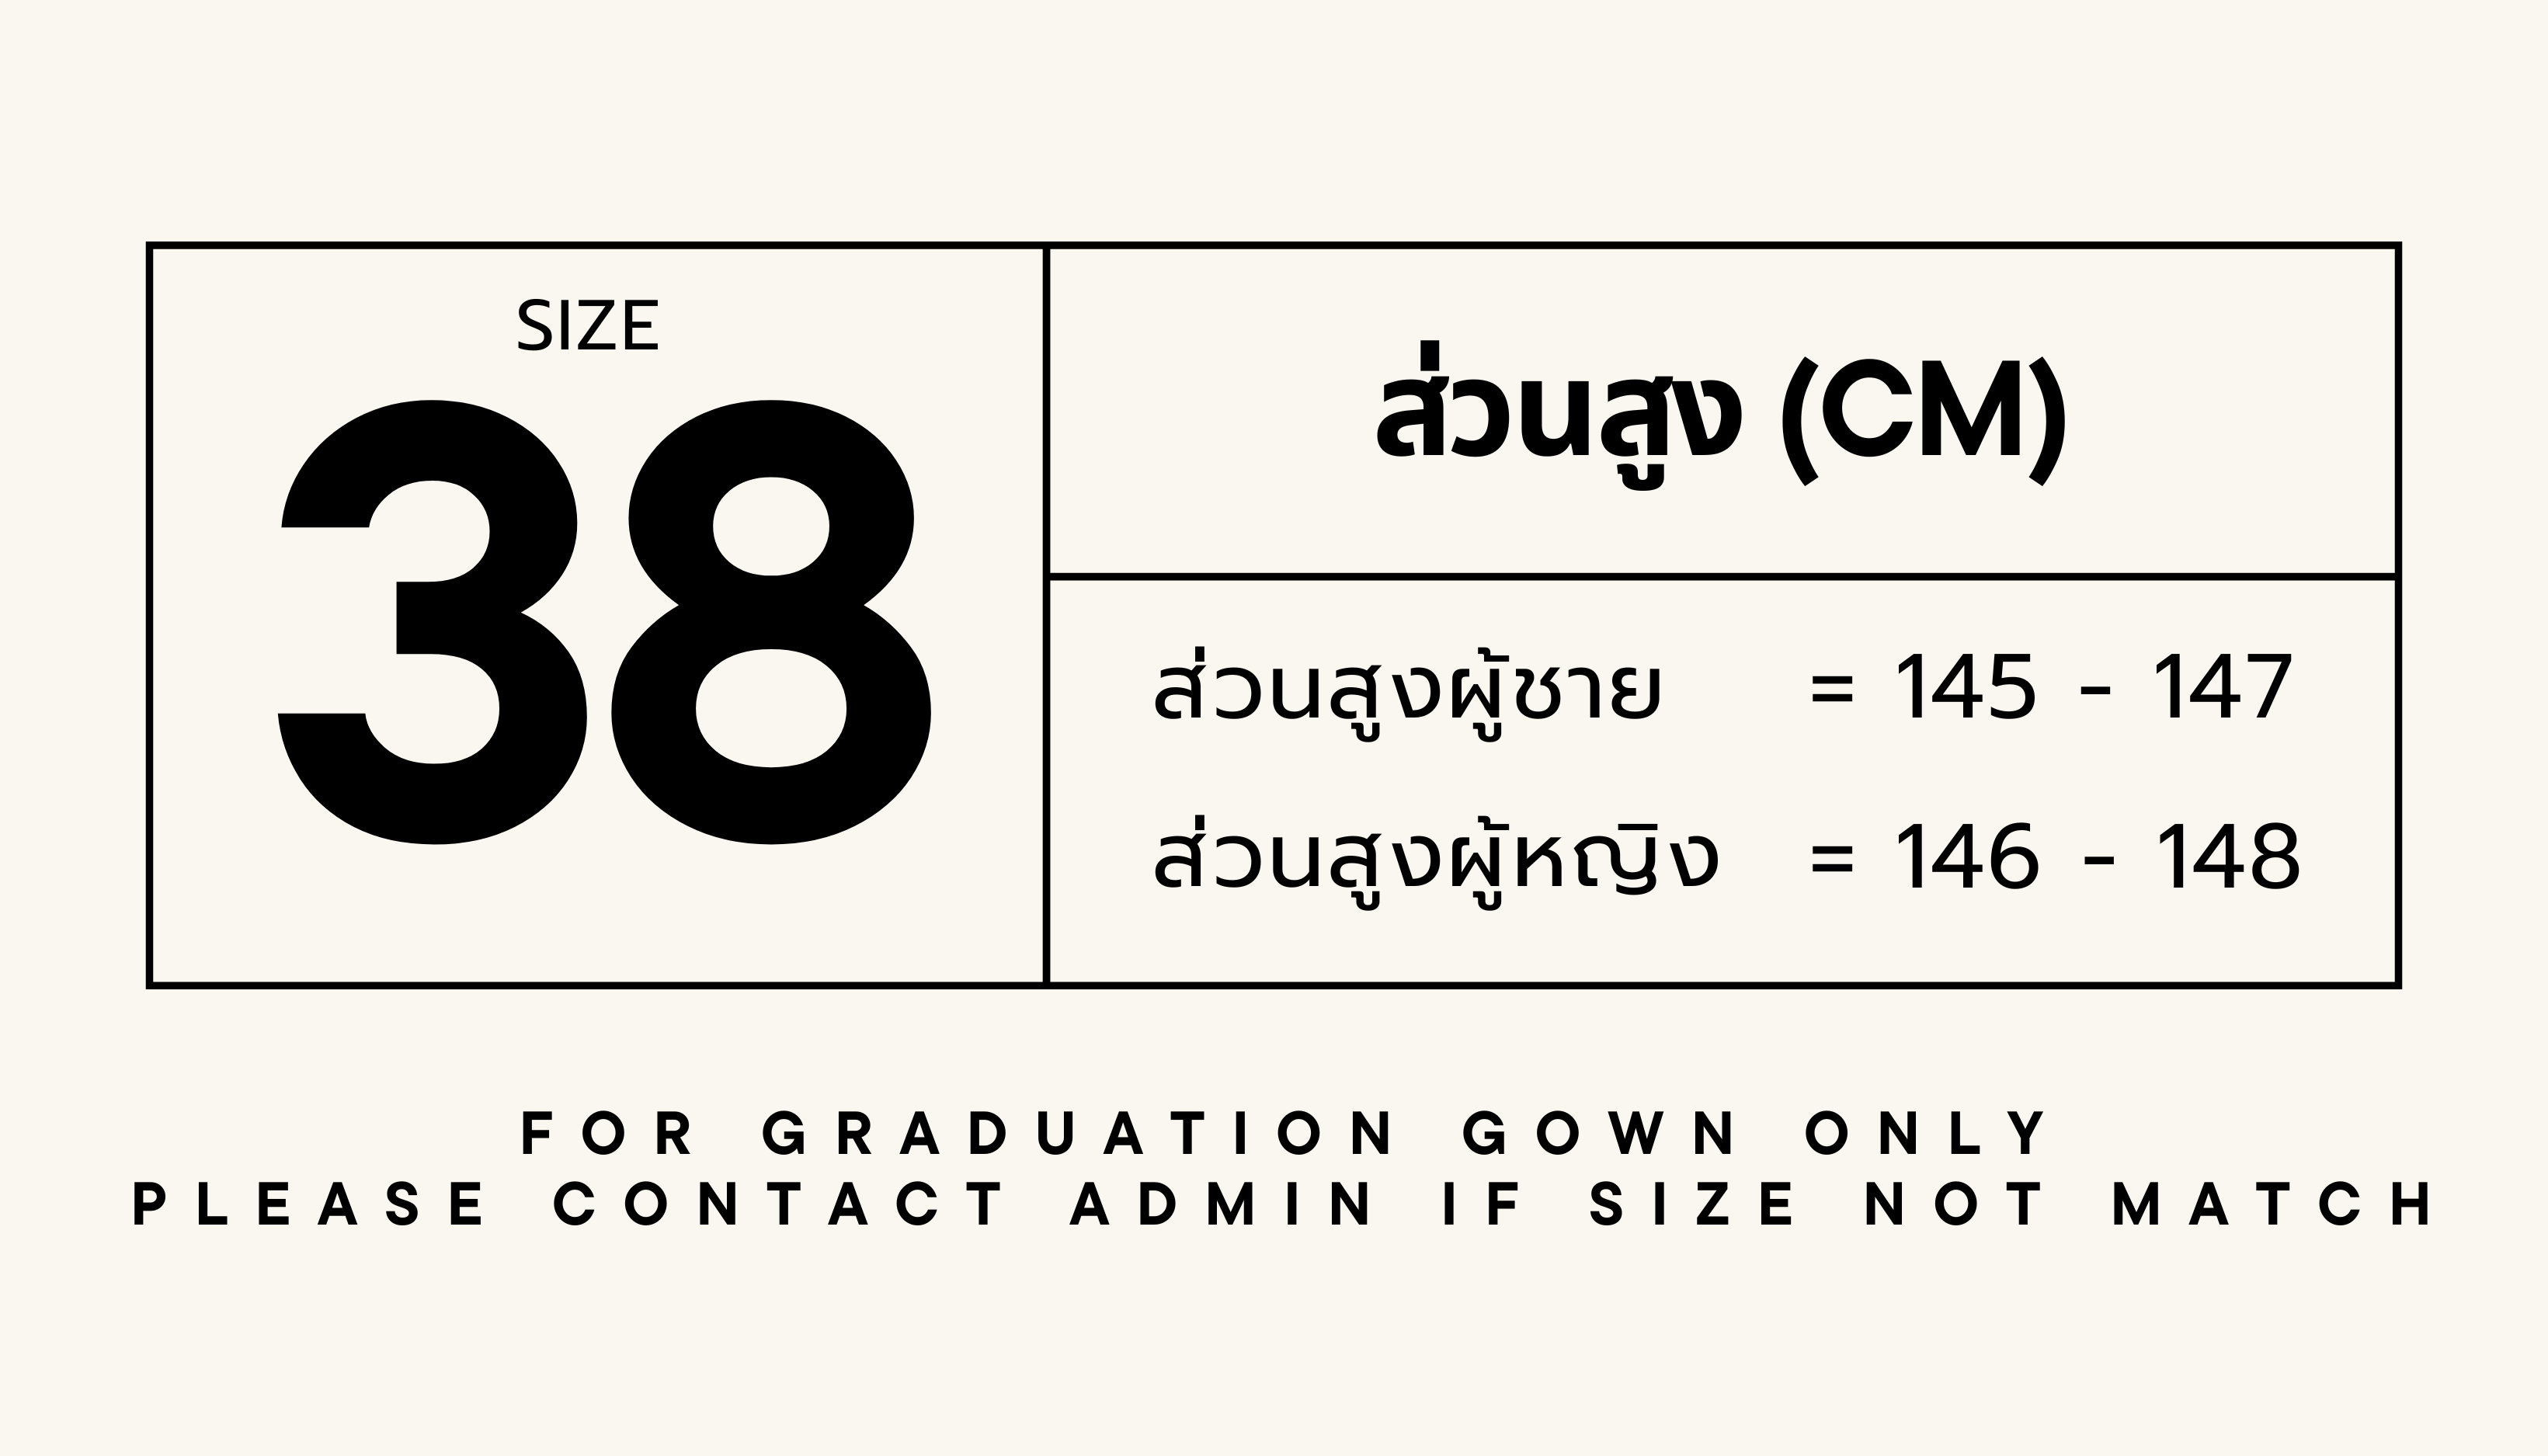 SIZE
38
ส่วนสูง (CM)
ส่วนสูงผู้ชาย = 145 - 147
ส่วนสูงผู้หญิง = 146 - 148
FOR GRADUATION GOWN ONLY
PLEASE CONTACT ADMIN IF SIZE NOT MATCH